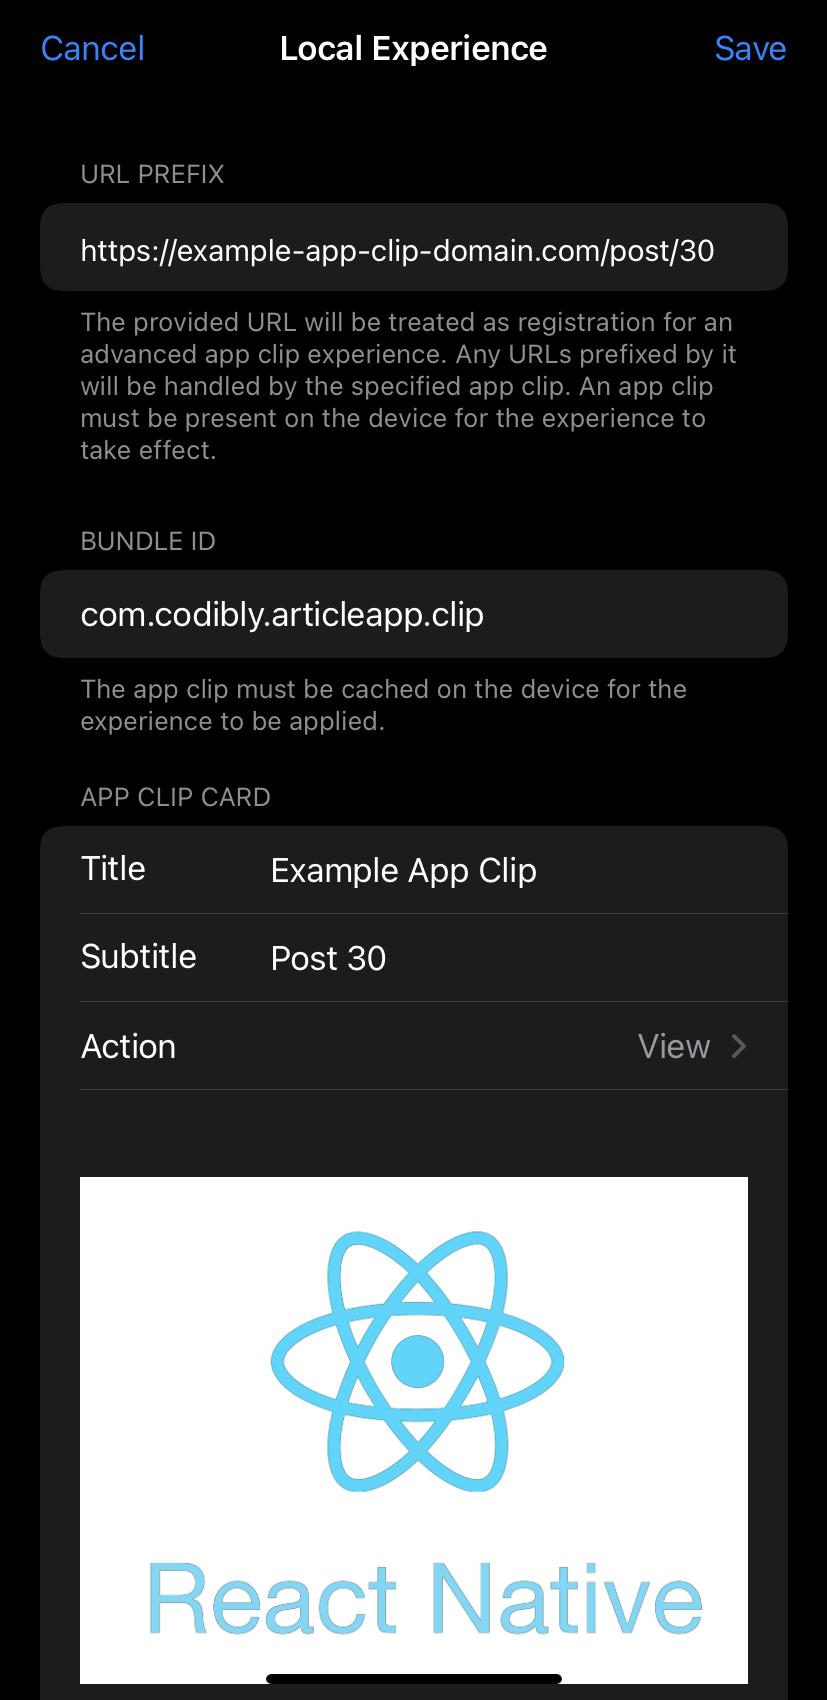 Cancel Local Experience Save
URL PREFIX
https://example-app-clip-domain.com/post/30
The provided URL will be treated as registration for an
advanced app clip experience. Any URLs prefixed by it
will be handled by the specified app clip. An app clip
must be present on the device for the experience to
take effect.
BUNDLE ID
com.codibly.articleapp.clip
The app clip must be cached on the device for the
experience to be applied.
APP CLIP CARD
Title Example App Clip
Subtitle Post 30
Action View
React Native